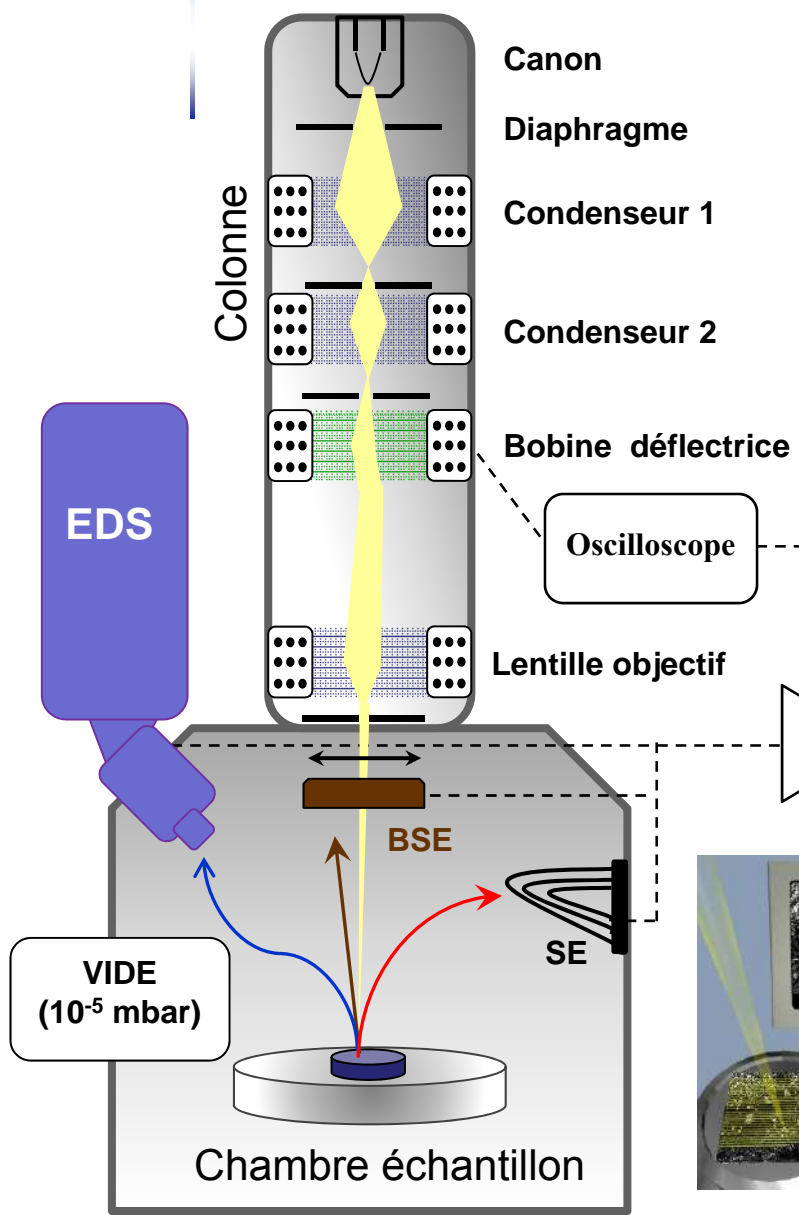 Canon
Diaphragme
Colonne
Condenseur 1
Condenseur 2
Bobine déflectrice
EDS
Oscilloscope
Lentille objectif
BSE
SE
VIDE
(10⁻⁵ mbar)
Chambre échantillon